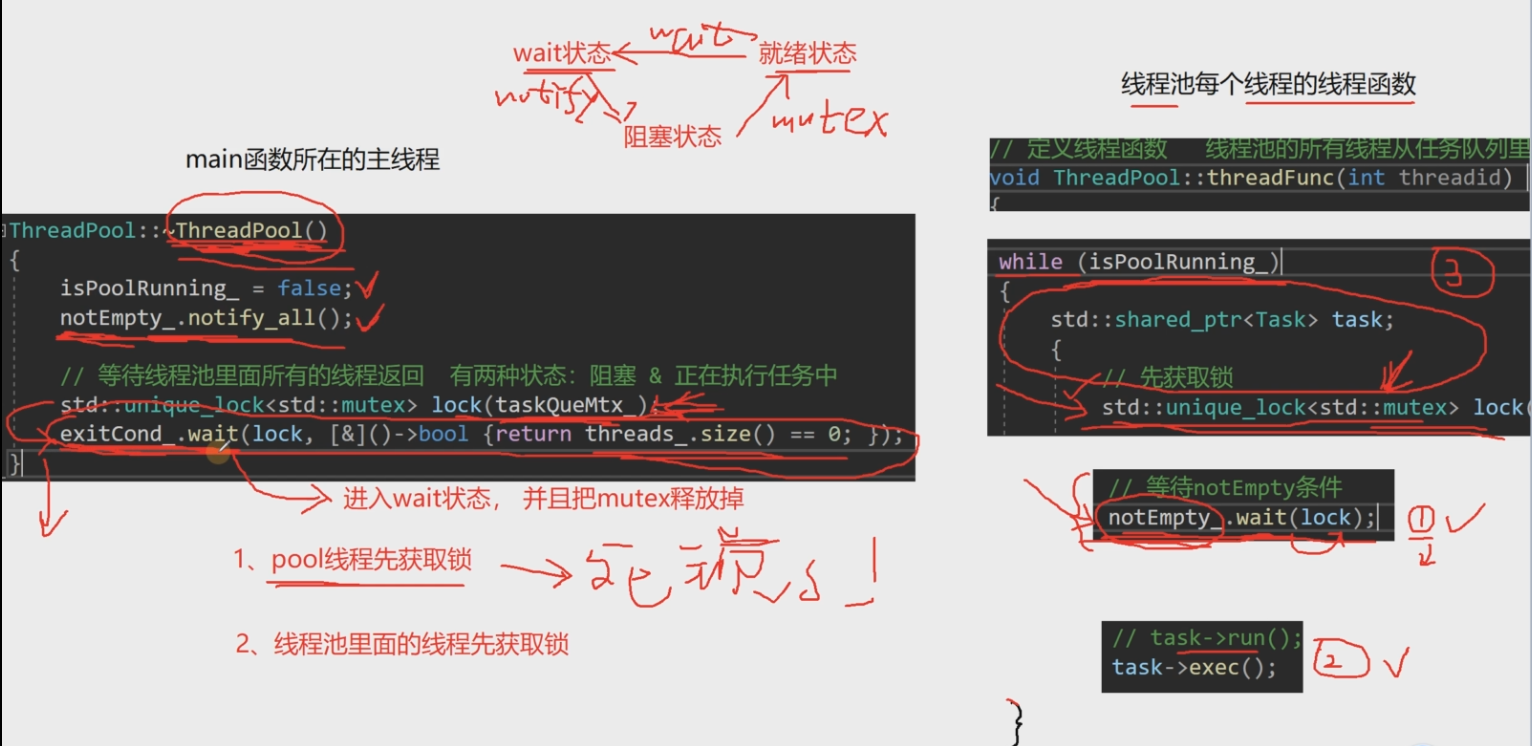 wait
wait状态
就绪状态
notify
阻塞状态
mutex
main函数所在的主线程
ThreadPool::~ThreadPool()
{
isPoolRunning_ = false;
notEmpty_.notify_all();
// 等待线程池里面所有的线程返回 有两种状态：阻塞 & 正在执行任务中
std::unique_lock<std::mutex> lock(taskQueMtx_);
exitCond_.wait(lock, [&]()->bool {return threads_.size() == 0; });
}
进入wait状态， 并且把mutex释放掉
1、pool线程先获取锁
2、线程池里面的线程先获取锁
线程池每个线程的线程函数
// 定义线程函数 线程池的所有线程从任务队列里
void ThreadPool::threadFunc(int threadid)
{
while (isPoolRunning_)
3
{
std::shared_ptr<Task> task;
{
// 先获取锁
std::unique_lock<std::mutex> lock(
// 等待notEmpty条件
notEmpty_.wait(lock);
1
// task->run();
task->exec();
2
}